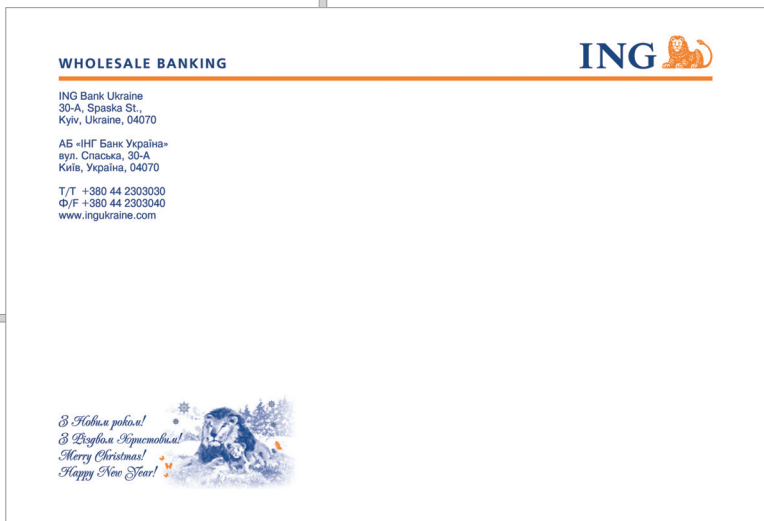 WHOLESALE BANKING
ING
ING Bank Ukraine
30-A, Spaska St.,
Kyiv, Ukraine, 04070
АБ «ІНГ Банк Україна»
вул. Спаська, 30-А
Київ, Україна, 04070
Т/Т +380 44 2303030
Ф/F +380 44 2303040
www.ingukraine.com
З Новим роком!
З Різдвом Христовим!
Merry Christmas!
Happy New Year!